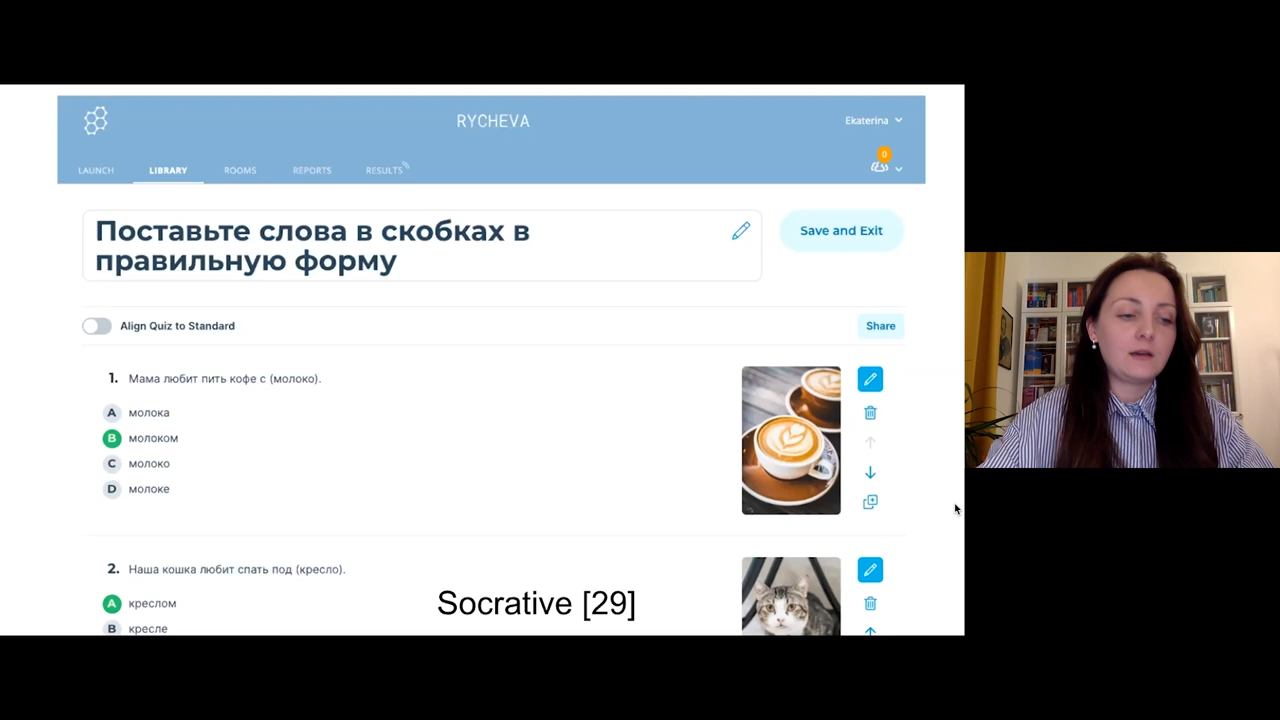 RYCHEVA
Ekaterina
0
LAUNCH
LIBRARY
ROOMS
REPORTS
RESULTS
Поставьте слова в скобках в
правильную форму
Save and Exit
Align Quiz to Standard
Share
1. Мама любит пить кофе с (молоко).
A молока
B молоком
C молоко
D молоке
2. Наша кошка любит спать под (кресло).
A креслом
B кресле
Socrative [29]